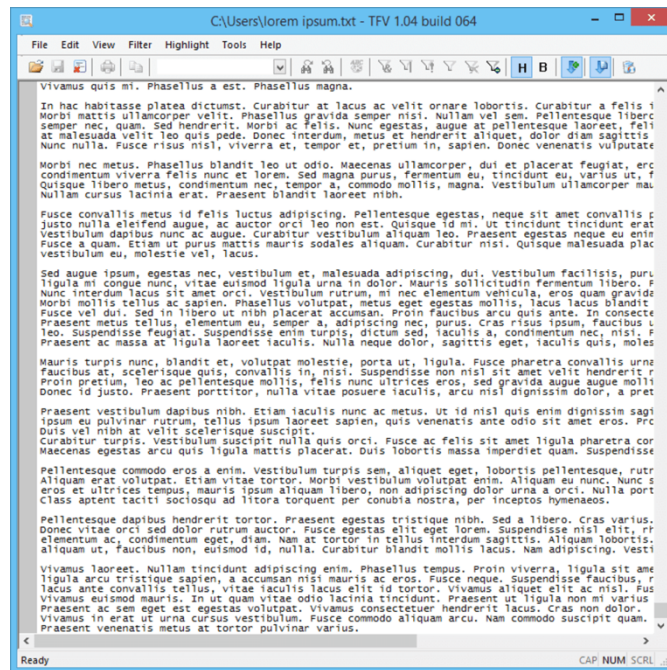 C:\Users\lorem ipsum.txt - TFV 1.04 build 064
File Edit View Filter Highlight Tools Help
H B
Vivamus quis mi. Phasellus a est. Phasellus magna.
In hac habitasse platea dictumst. Curabitur at lacus ac velit ornare lobortis. Curabitur a felis i
Morbi mattis ullamcorper velit. Phasellus gravida semper nisi. Nullam vel sem. Pellentesque liberc
semper nec, quam. Sed hendrerit. Morbi ac felis. Nunc egestas, augue at pellentesque laoreet, feli
at malesuada velit leo quis pede. Donec interdum, metus et hendrerit aliquet, dolor diam sagittis
Nunc nulla. Fusce risus nisl, viverra et, tempor et, pretium in, sapien. Donec venenatis vulputate
Morbi nec metus. Phasellus blandit leo ut odio. Maecenas ullamcorper, dui et placerat feugiat, erc
condimentum viverra felis nunc et lorem. Sed magna purus, fermentum eu, tincidunt eu, varius ut, f
Quisque libero metus, condimentum nec, tempor a, commodo mollis, magna. Vestibulum ullamcorper mau
Nullam cursus lacinia erat. Praesent blandit laoreet nibh.
Fusce convallis metus id felis luctus adipiscing. Pellentesque egestas, neque sit amet convallis p
justo nulla eleifend augue, ac auctor orci leo non est. Quisque id mi. Ut tincidunt tincidunt erat
Vestibulum dapibus nunc ac augue. Curabitur vestibulum aliquam leo. Praesent egestas neque eu enim
Fusce a quam. Etiam ut purus mattis mauris sodales aliquam. Curabitur nisi. Quisque malesuada plac
vestibulum eu, molestie vel, lacus.
Sed augue ipsum, egestas nec, vestibulum et, malesuada adipiscing, dui. Vestibulum facilisis, puru
ligula mi congue nunc, vitae euismod ligula urna in dolor. Mauris sollicitudin fermentum libero. P
Nunc interdum lacus sit amet orci. Vestibulum rutrum, mi nec elementum vehicula, eros quam gravida
Morbi mollis tellus ac sapien. Phasellus volutpat, metus eget egestas mollis, lacus lacus blandit
Fusce vel dui. Sed in libero ut nibh placerat accumsan. Proin faucibus arcu quis ante. In consecte
Praesent metus tellus, elementum eu, semper a, adipiscing nec, purus. Cras risus ipsum, faucibus u
leo. Suspendisse feugiat. Suspendisse enim turpis, dictum sed, iaculis a, condimentum nec, nisi. P
Praesent ac massa at ligula laoreet iaculis. Nulla neque dolor, sagittis eget, iaculis quis, moles
Mauris turpis nunc, blandit et, volutpat molestie, porta ut, ligula. Fusce pharetra convallis urna
faucibus at, scelerisque quis, convallis in, nisi. Suspendisse non nisl sit amet velit hendrerit r
Proin pretium, leo ac pellentesque mollis, felis nunc ultrices eros, sed gravida augue augue molli
Donec id justo. Praesent porttitor, nulla vitae posuere iaculis, arcu nisl dignissim dolor, a pret
Praesent vestibulum dapibus nibh. Etiam iaculis nunc ac metus. Ut id nisl quis enim dignissim sagi
ipsum eu pulvinar rutrum, tellus ipsum laoreet sapien, quis venenatis ante odio sit amet eros. Prc
Duis vel nibh at velit scelerisque suscipit.
Curabitur turpis. Vestibulum suscipit nulla quis orci. Fusce ac felis sit amet ligula pharetra cor
Maecenas egestas arcu quis ligula mattis placerat. Duis lobortis massa imperdiet quam. Suspendisse
Pellentesque commodo eros a enim. Vestibulum turpis sem, aliquet eget, lobortis pellentesque, rutr
Aliquam erat volutpat. Etiam vitae tortor. Morbi vestibulum volutpat enim. Aliquam eu nunc. Nunc s
eros et ultrices tempus, mauris ipsum aliquam libero, non adipiscing dolor urna a orci. Nulla port
Class aptent taciti sociosqu ad litora torquent per conubia nostra, per inceptos hymenaeos.
Pellentesque dapibus hendrerit tortor. Praesent egestas tristique nibh. Sed a libero. Cras varius.
Donec vitae orci sed dolor rutrum auctor. Fusce egestas elit eget lorem. Suspendisse nisl elit, rh
elementum ac, condimentum eget, diam. Nam at tortor in tellus interdum sagittis. Aliquam lobortis.
aliquam ut, faucibus non, euismod id, nulla. Curabitur blandit mollis lacus. Nam adipiscing. Vesti
Vivamus laoreet. Nullam tincidunt adipiscing enim. Phasellus tempus. Proin viverra, ligula sit ame
ligula arcu tristique sapien, a accumsan nisi mauris ac eros. Fusce neque. Suspendisse faucibus, r
lacus ante convallis tellus, vitae iaculis lacus elit id tortor. Vivamus aliquet elit ac nisl. Fus
Vivamus euismod mauris. In ut quam vitae odio lacinia tincidunt. Praesent ut ligula non mi varius
Praesent ac sem eget est egestas volutpat. Vivamus consectetuer hendrerit lacus. Cras non dolor.
Vivamus in erat ut urna cursus vestibulum. Fusce commodo aliquam arcu. Nam commodo suscipit quam.
Praesent venenatis metus at tortor pulvinar varius.
Ready CAP NUM SCRL